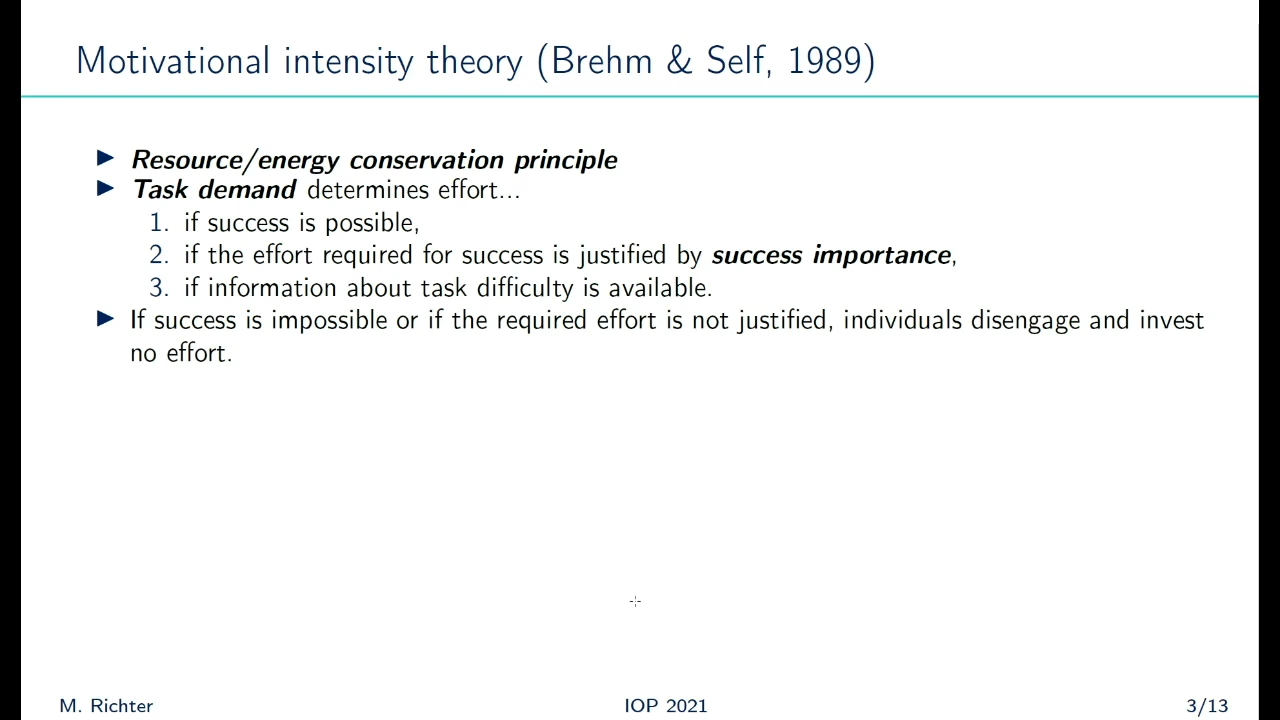 Motivational intensity theory (Brehm & Self, 1989)
▶ Resource/energy conservation principle
▶ Task demand determines effort...
1. if success is possible,
2. if the effort required for success is justified by success importance,
3. if information about task difficulty is available.
▶ If success is impossible or if the required effort is not justified, individuals disengage and invest
no effort.
M. Richter
IOP 2021
3/13